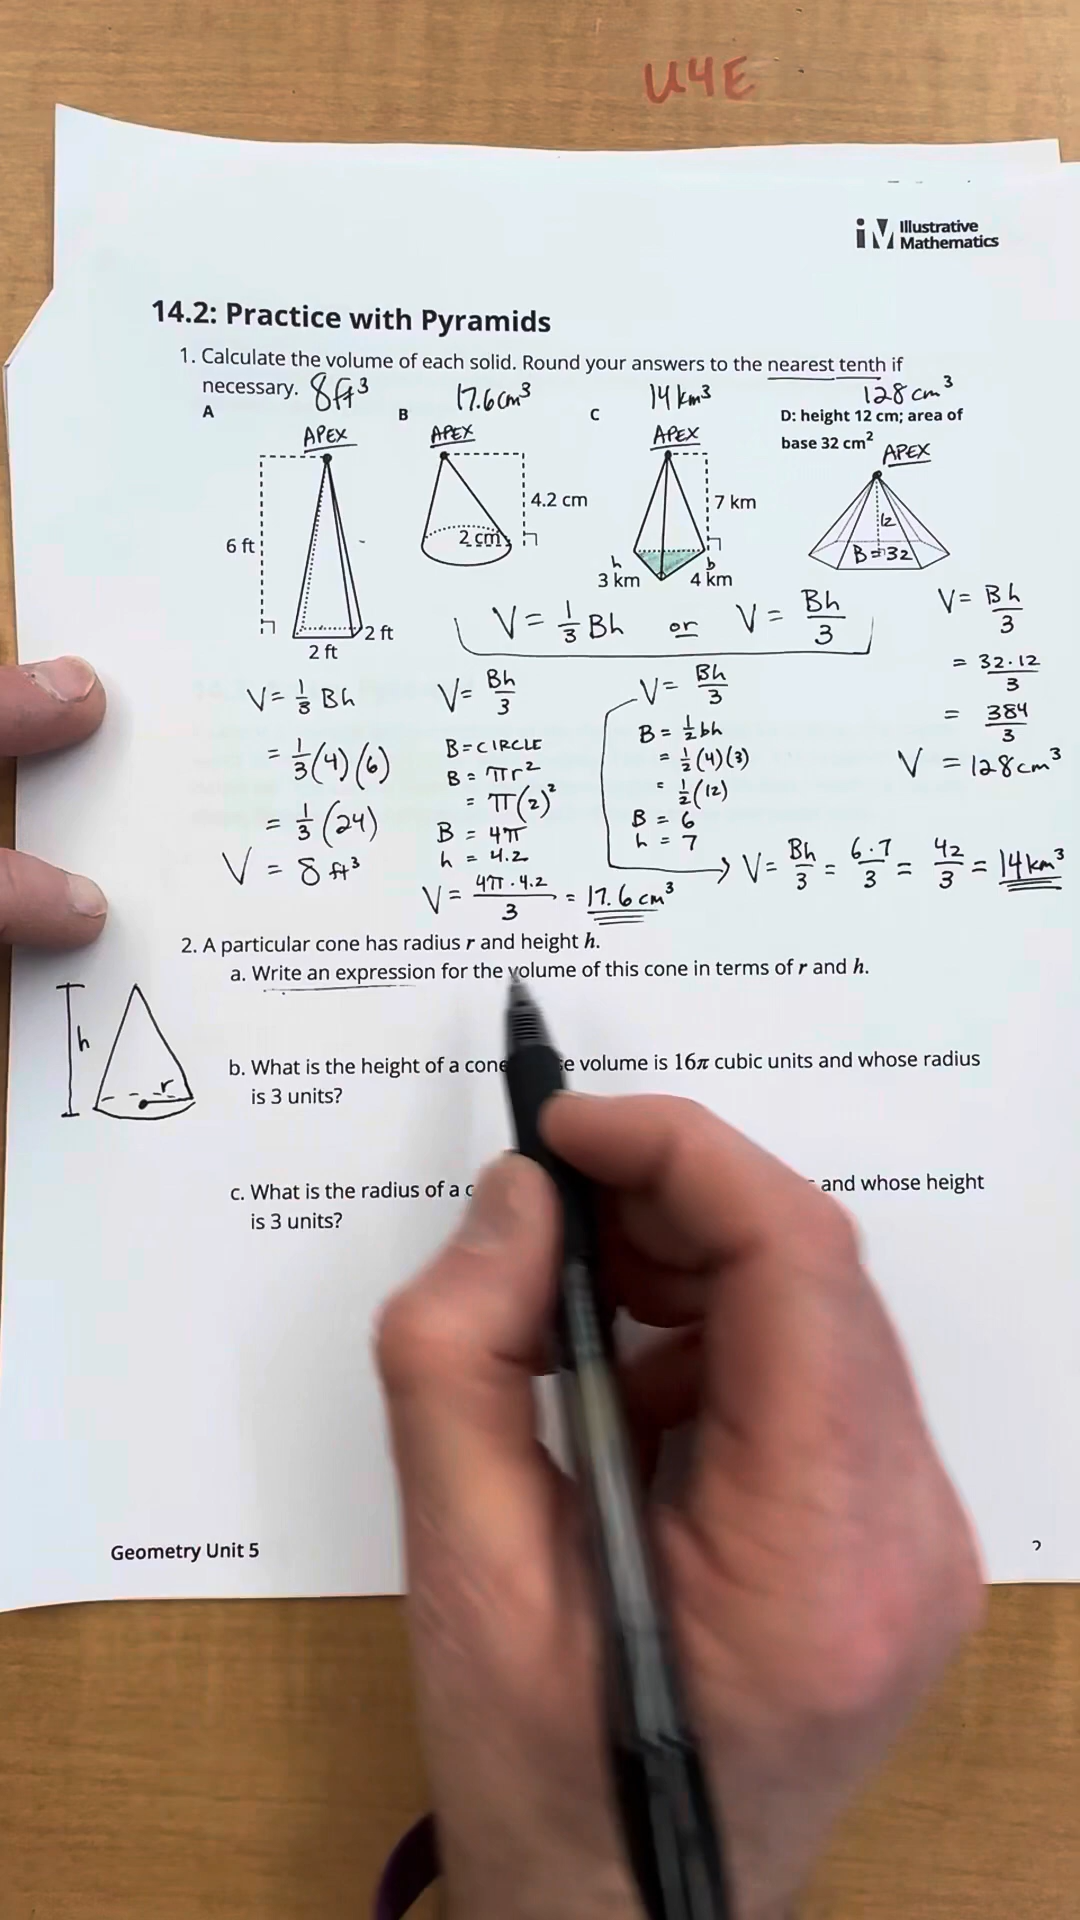 U4E
Illustrative
Mathematics
14.2: Practice with Pyramids
1. Calculate the volume of each solid. Round your answers to the nearest tenth if
necessary. 8ft³ 17.6cm³ 14km³ 128cm³
A
B
C
D: height 12 cm; area of
base 32 cm²
APEX
APEX
APEX
APEX
6 ft
2 ft
2 ft
4.2 cm
2 cm
7 km
h
3 km
b
4 km
12
B=32
V = 1/3 Bh or V = Bh/3
V = 1/3 Bh
= 1/3(4)(6)
= 1/3(24)
V = 8 ft³
V = Bh/3
B=CIRCLE
B = πr²
= π(2)²
B = 4π
h = 4.2
V = 4π · 4.2/3 = 17.6cm³
V = Bh/3
B = 1/2bh
= 1/2(4)(3)
= 1/2(12)
B = 6
h = 7
V = Bh/3 = 6·7/3 = 42/3 = 14km³
V = Bh/3
= 32·12/3
= 384/3
V = 128cm³
2. A particular cone has radius r and height h.
a. Write an expression for the volume of this cone in terms of r and h.
h
r
b. What is the height of a cone e volume is 16π cubic units and whose radius
is 3 units?
c. What is the radius of a c and whose height
is 3 units?
Geometry Unit 5